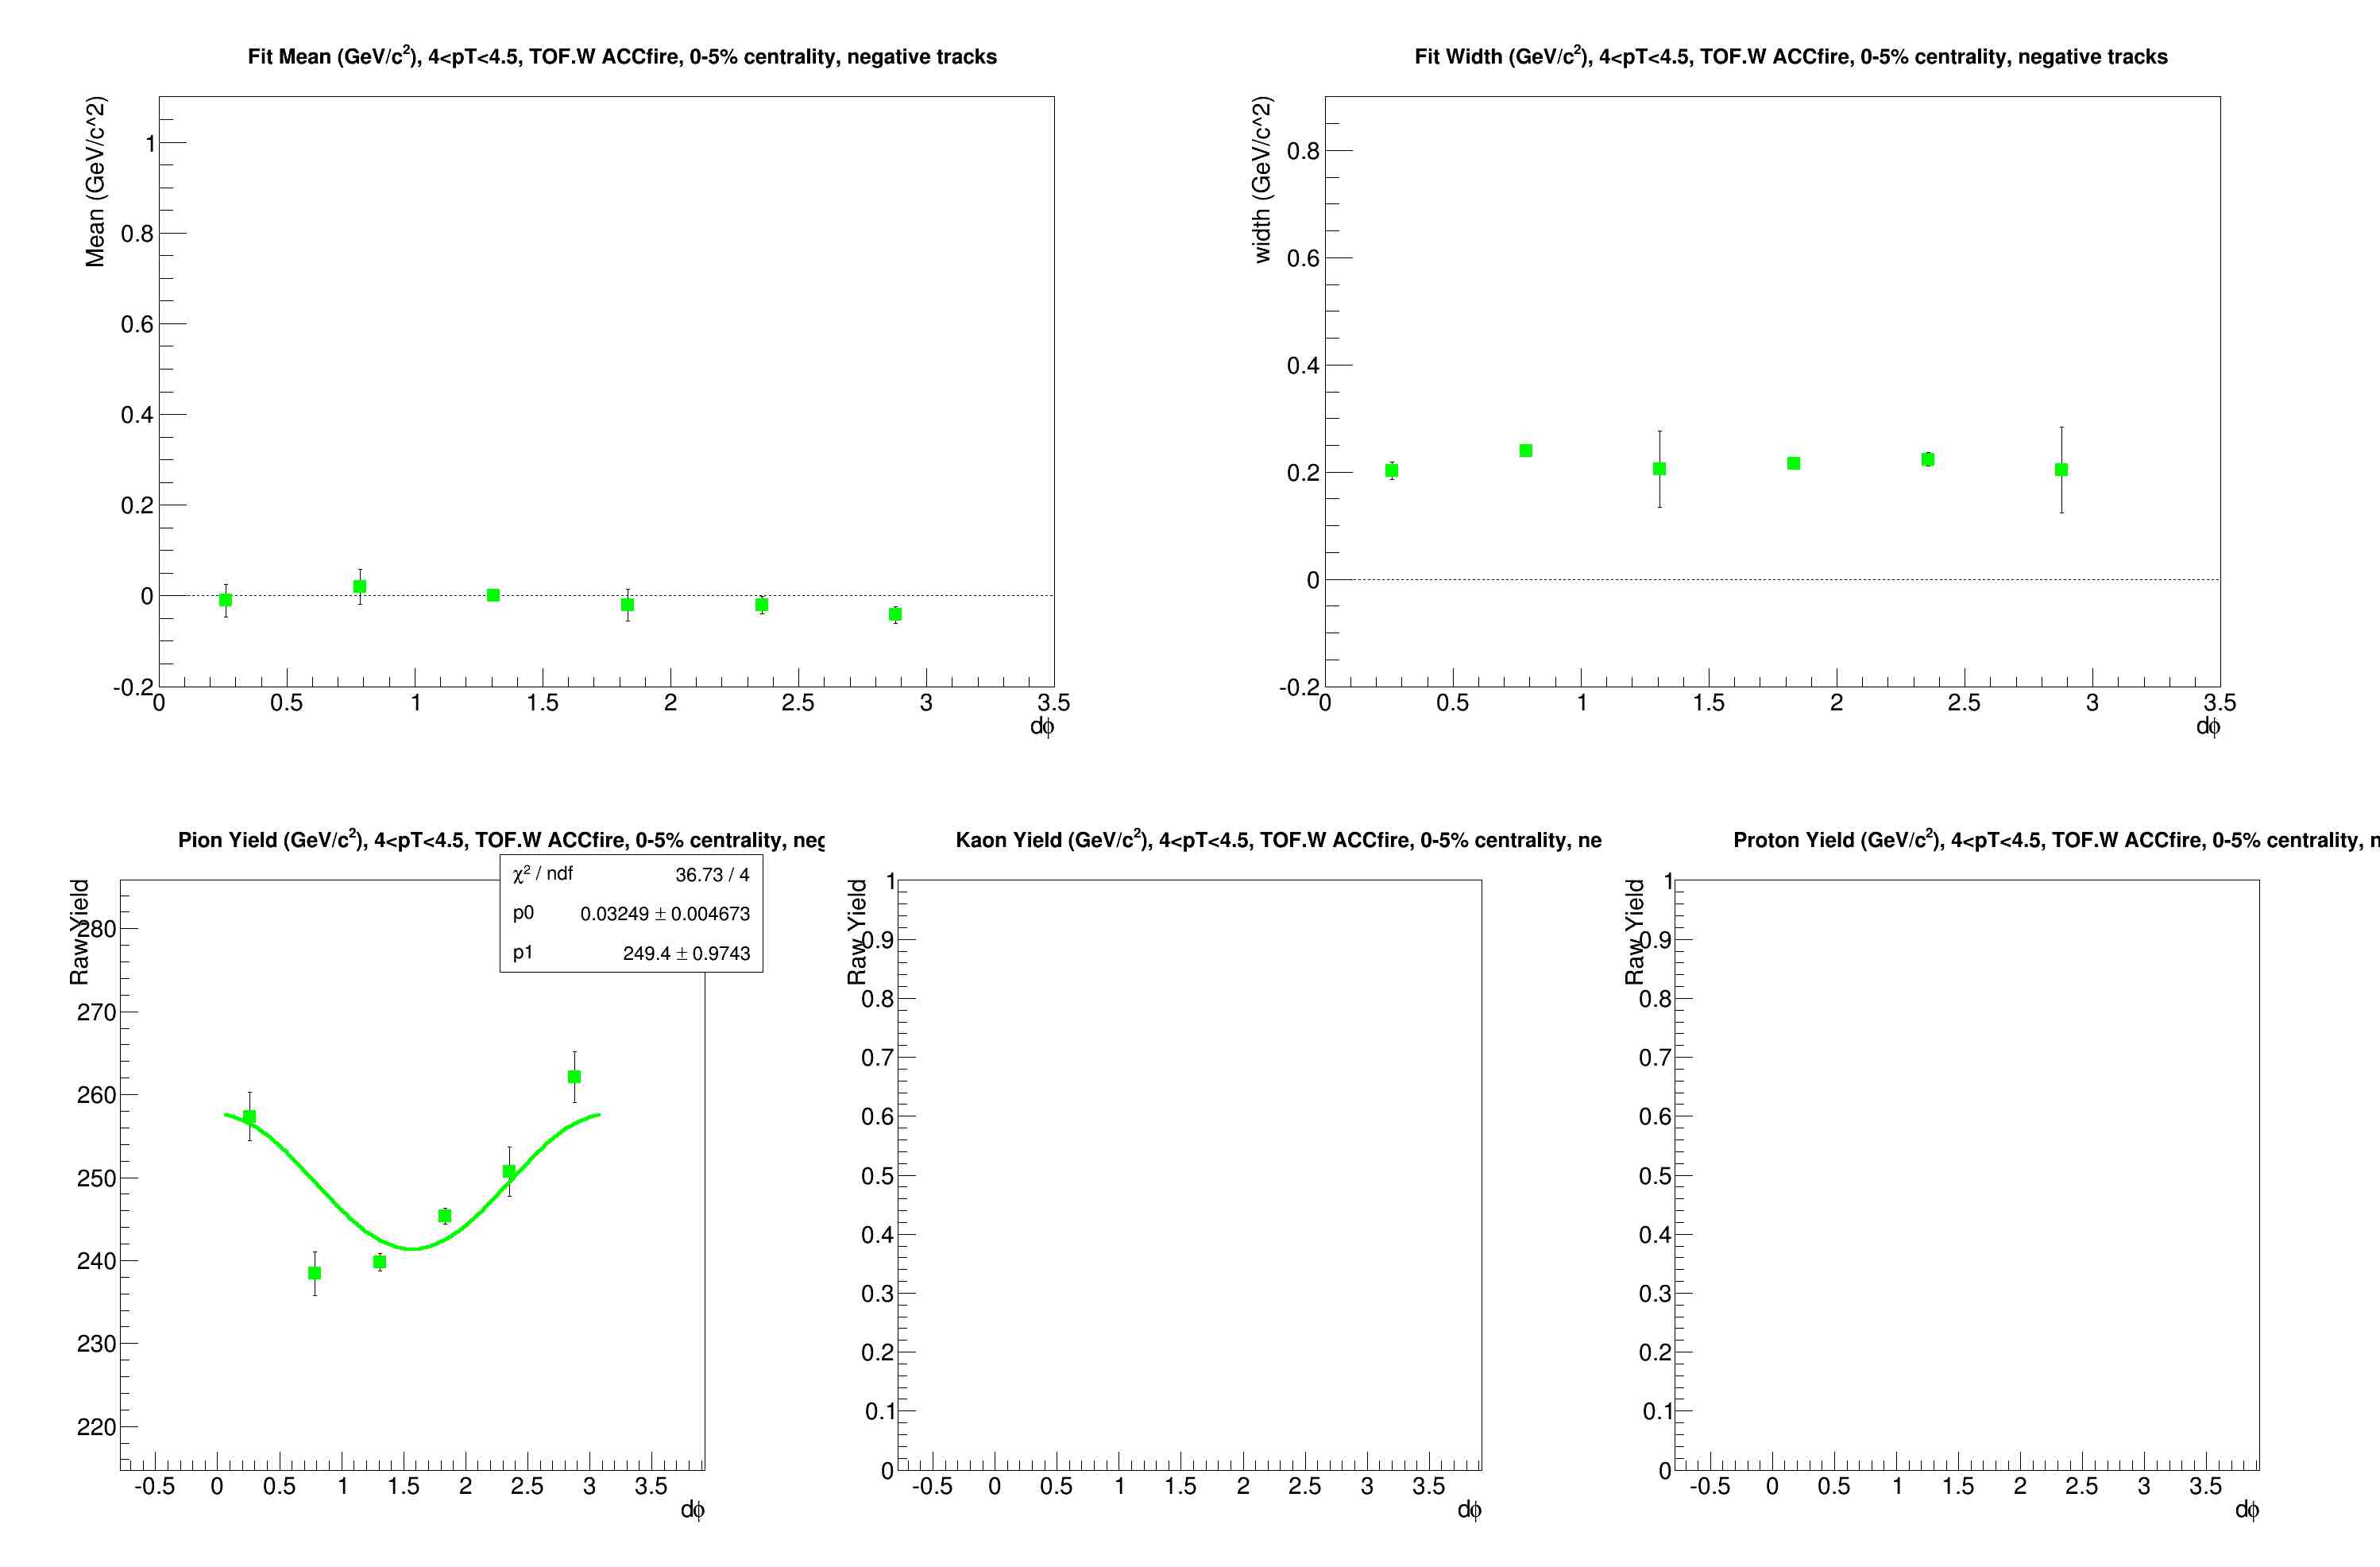 Fit Mean (GeV/c2), 4<pT<4.5, TOF.W ACCfire, 0-5% centrality, negative tracks
Mean (GeV/c^2)
1
0.8
0.6
0.4
0.2
0
-0.2
0 0.5 1 1.5 2 2.5 3 3.5
dϕ
Fit Width (GeV/c2), 4<pT<4.5, TOF.W ACCfire, 0-5% centrality, negative tracks
width (GeV/c^2)
0.8
0.6
0.4
0.2
0
-0.2
0 0.5 1 1.5 2 2.5 3 3.5
dϕ
Pion Yield (GeV/c2), 4<pT<4.5, TOF.W ACCfire, 0-5% centrality, neg
χ2 / ndf 36.73 / 4
p0 0.03249 ± 0.004673
p1 249.4 ± 0.9743
Raw Yield
280
270
260
250
240
230
220
-0.5 0 0.5 1 1.5 2 2.5 3 3.5
dϕ
Kaon Yield (GeV/c2), 4<pT<4.5, TOF.W ACCfire, 0-5% centrality, ne
Raw Yield
1
0.9
0.8
0.7
0.6
0.5
0.4
0.3
0.2
0.1
0
-0.5 0 0.5 1 1.5 2 2.5 3 3.5
dϕ
Proton Yield (GeV/c2), 4<pT<4.5, TOF.W ACCfire, 0-5% centrality, n
Raw Yield
1
0.9
0.8
0.7
0.6
0.5
0.4
0.3
0.2
0.1
0
-0.5 0 0.5 1 1.5 2 2.5 3 3.5
dϕ